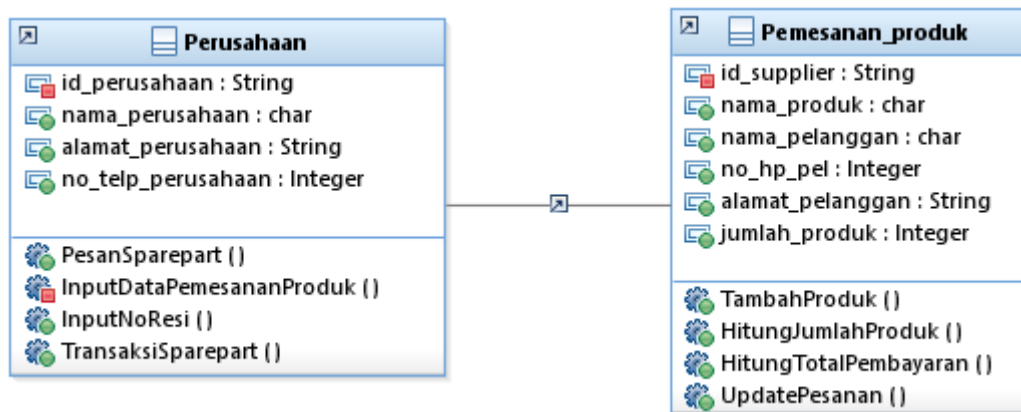 Perusahaan
id_perusahaan : String
nama_perusahaan : char
alamat_perusahaan : String
no_telp_perusahaan : Integer
PesanSparepart ()
InputDataPemesananProduk ()
InputNoResi ()
TransaksiSparepart ()
Pemesanan_produk
id_supplier : String
nama_produk : char
nama_pelanggan : char
no_hp_pel : Integer
alamat_pelanggan : String
jumlah_produk : Integer
TambahProduk ()
HitungJumlahProduk ()
HitungTotalPembayaran ()
UpdatePesanan ()